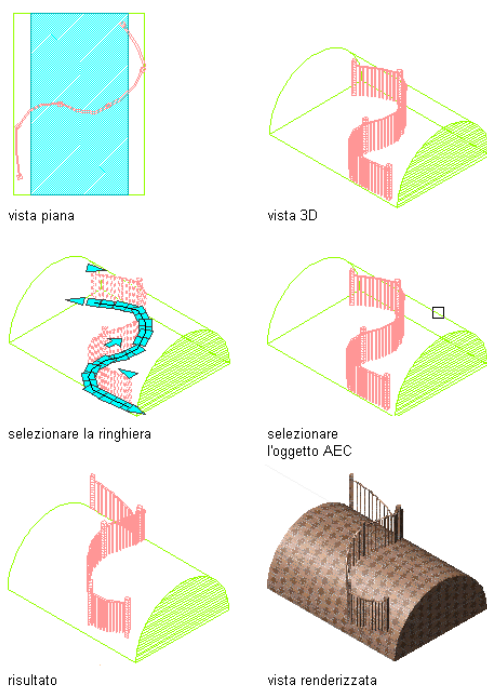 vista piana
vista 3D
selezionare la ringhiera
selezionare
l'oggetto AEC
risultato
vista renderizzata